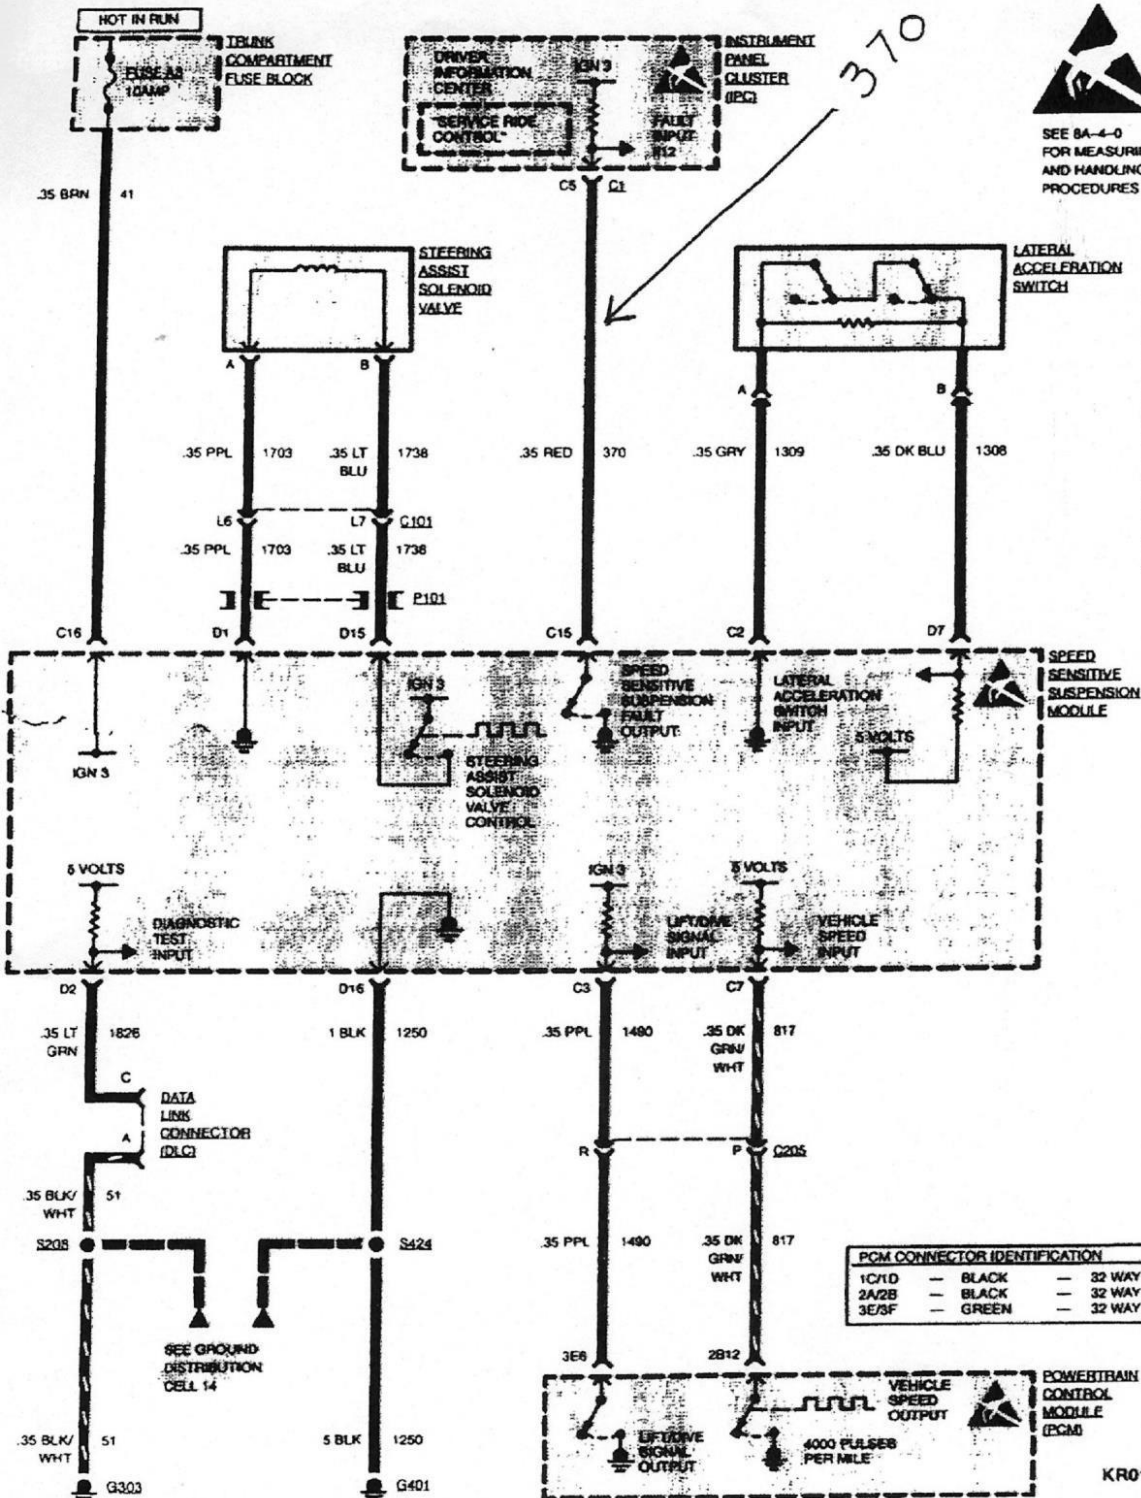 HOT IN RUN
TRUNK
COMPARTMENT
FUSE BLOCK
FUSE A3
10AMP
DRIVER
INFORMATION
CENTER
"SERVICE RIDE
CONTROL"
IGN 3
FAULT
INPUT
INSTRUMENT
PANEL
CLUSTER
(IPC)
370
SEE 8A-4-0
FOR MEASURI
AND HANDLING
PROCEDURES
.35 BRN 41
C5 C1
STEERING
ASSIST
SOLENOID
VALVE
LATERAL
ACCELERATION
SWITCH
A B
A B
.35 PPL 1703
.35 LT
BLU
1738
.35 RED 370
.35 GRY 1309
.35 DK BLU 1308
L6 L7 C101
.35 PPL 1703
.35 LT
BLU
1738
P101
C16 D1 D15 C15 C2 D7
SPEED
SENSITIVE
SUSPENSION
MODULE
IGN 3
IGN 3
STEERING
ASSIST
SOLENOID
VALVE
CONTROL
SPEED
SENSITIVE
SUSPENSION
FAULT
OUTPUT
LATERAL
ACCELERATION
SWITCH
INPUT
5 VOLTS
5 VOLTS
DIAGNOSTIC
TEST
INPUT
IGN 3
LIFT/DIVE
SIGNAL
INPUT
5 VOLTS
VEHICLE
SPEED
INPUT
D2 D16 C3 C7
.35 LT
GRN
1826
1 BLK 1250
.35 PPL 1490
.35 DK
GRN/
WHT
817
C
DATA
LINK
CONNECTOR
(DLC)
A
R P C205
.35 BLK/
WHT
51
S208
S424
.35 PPL 1490
.35 DK
GRN/
WHT
817
PCM CONNECTOR IDENTIFICATION
1C/1D — BLACK — 32 WAY
2A/2B — BLACK — 32 WAY
3E/3F — GREEN — 32 WAY
SEE GROUND
DISTRIBUTION
CELL 14
3E6 2B12
.35 BLK/
WHT
51
5 BLK 1250
G303
G401
LIFT/DIVE
SIGNAL
OUTPUT
VEHICLE
SPEED
OUTPUT
4000 PULSES
PER MILE
POWERTRAIN
CONTROL
MODULE
(PCM)
KR01